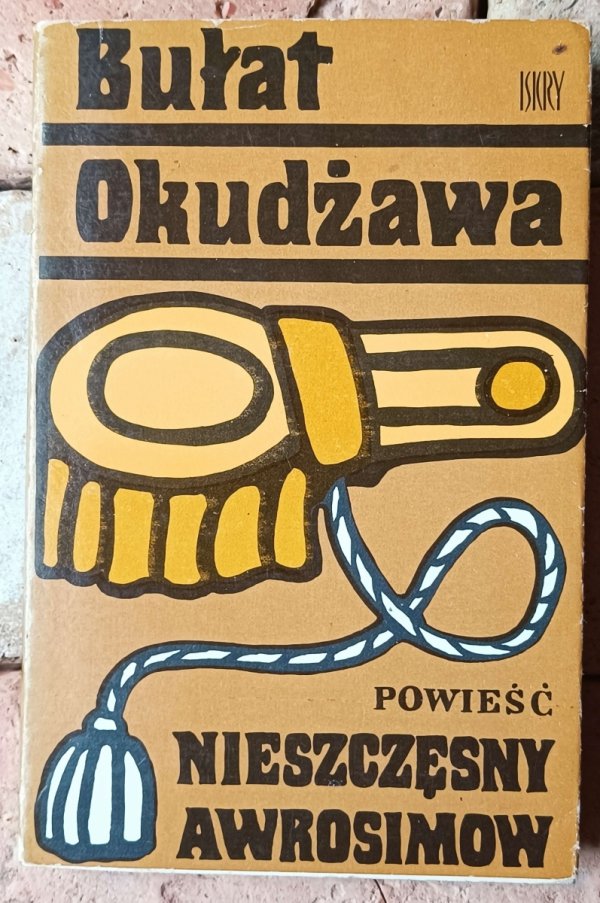 Bułat
ISKRY
Okudżawa
POWIEŚĆ
NIESZCZĘSNY
AWROSIMOW